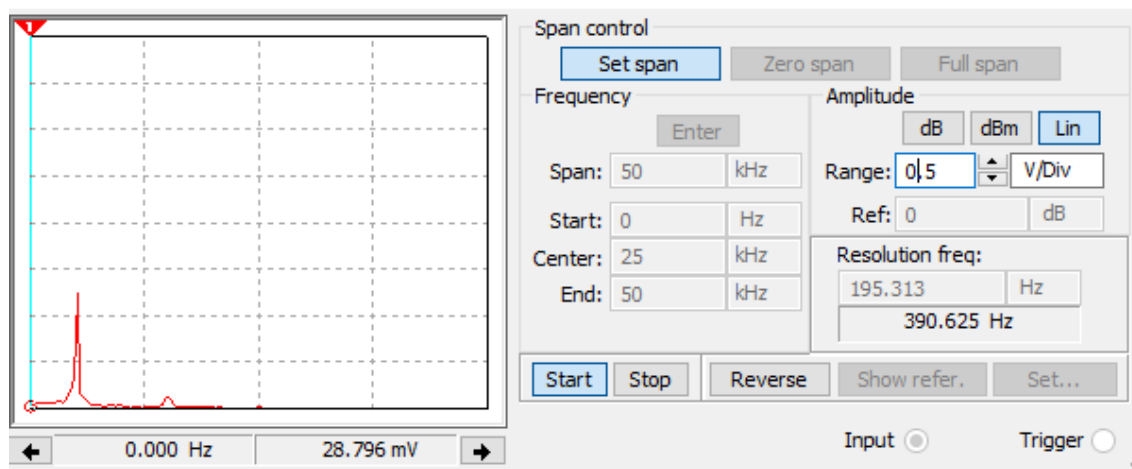 1
Span control
Set span Zero span Full span
Frequency
Enter
Span: 50 kHz
Start: 0 Hz
Center: 25 kHz
End: 50 kHz
Amplitude
dB dBm Lin
Range: 0.5 V/Div
Ref: 0 dB
Resolution freq:
195.313 Hz
390.625 Hz
Start Stop Reverse Show refer. Set...
0.000 Hz 28.796 mV
Input Trigger